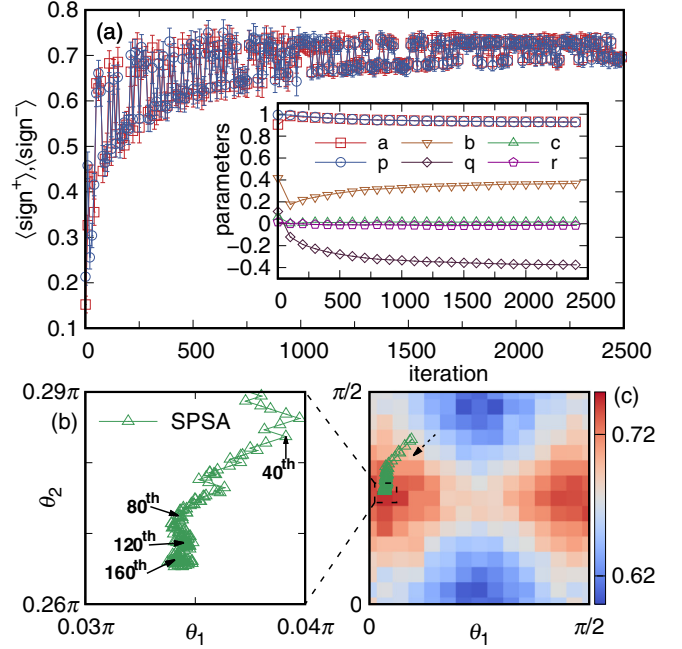 (a)
⟨sign⁺⟩,⟨sign⁻⟩
0.8
0.7
0.6
0.5
0.4
0.3
0.2
0.1
0 500 1000 1500 2000 2500
iteration
parameters
1
0.8
0.6
0.4
0.2
0
−0.2
−0.4
a b c
p q r
0 500 1000 1500 2000 2500
(b)
SPSA
0.29π
θ₂
0.26π
0.03π θ₁ 0.04π
40ᵗʰ
80ᵗʰ
120ᵗʰ
160ᵗʰ
(c)
π/2
θ₂
0
0 θ₁ π/2
0.72
0.62